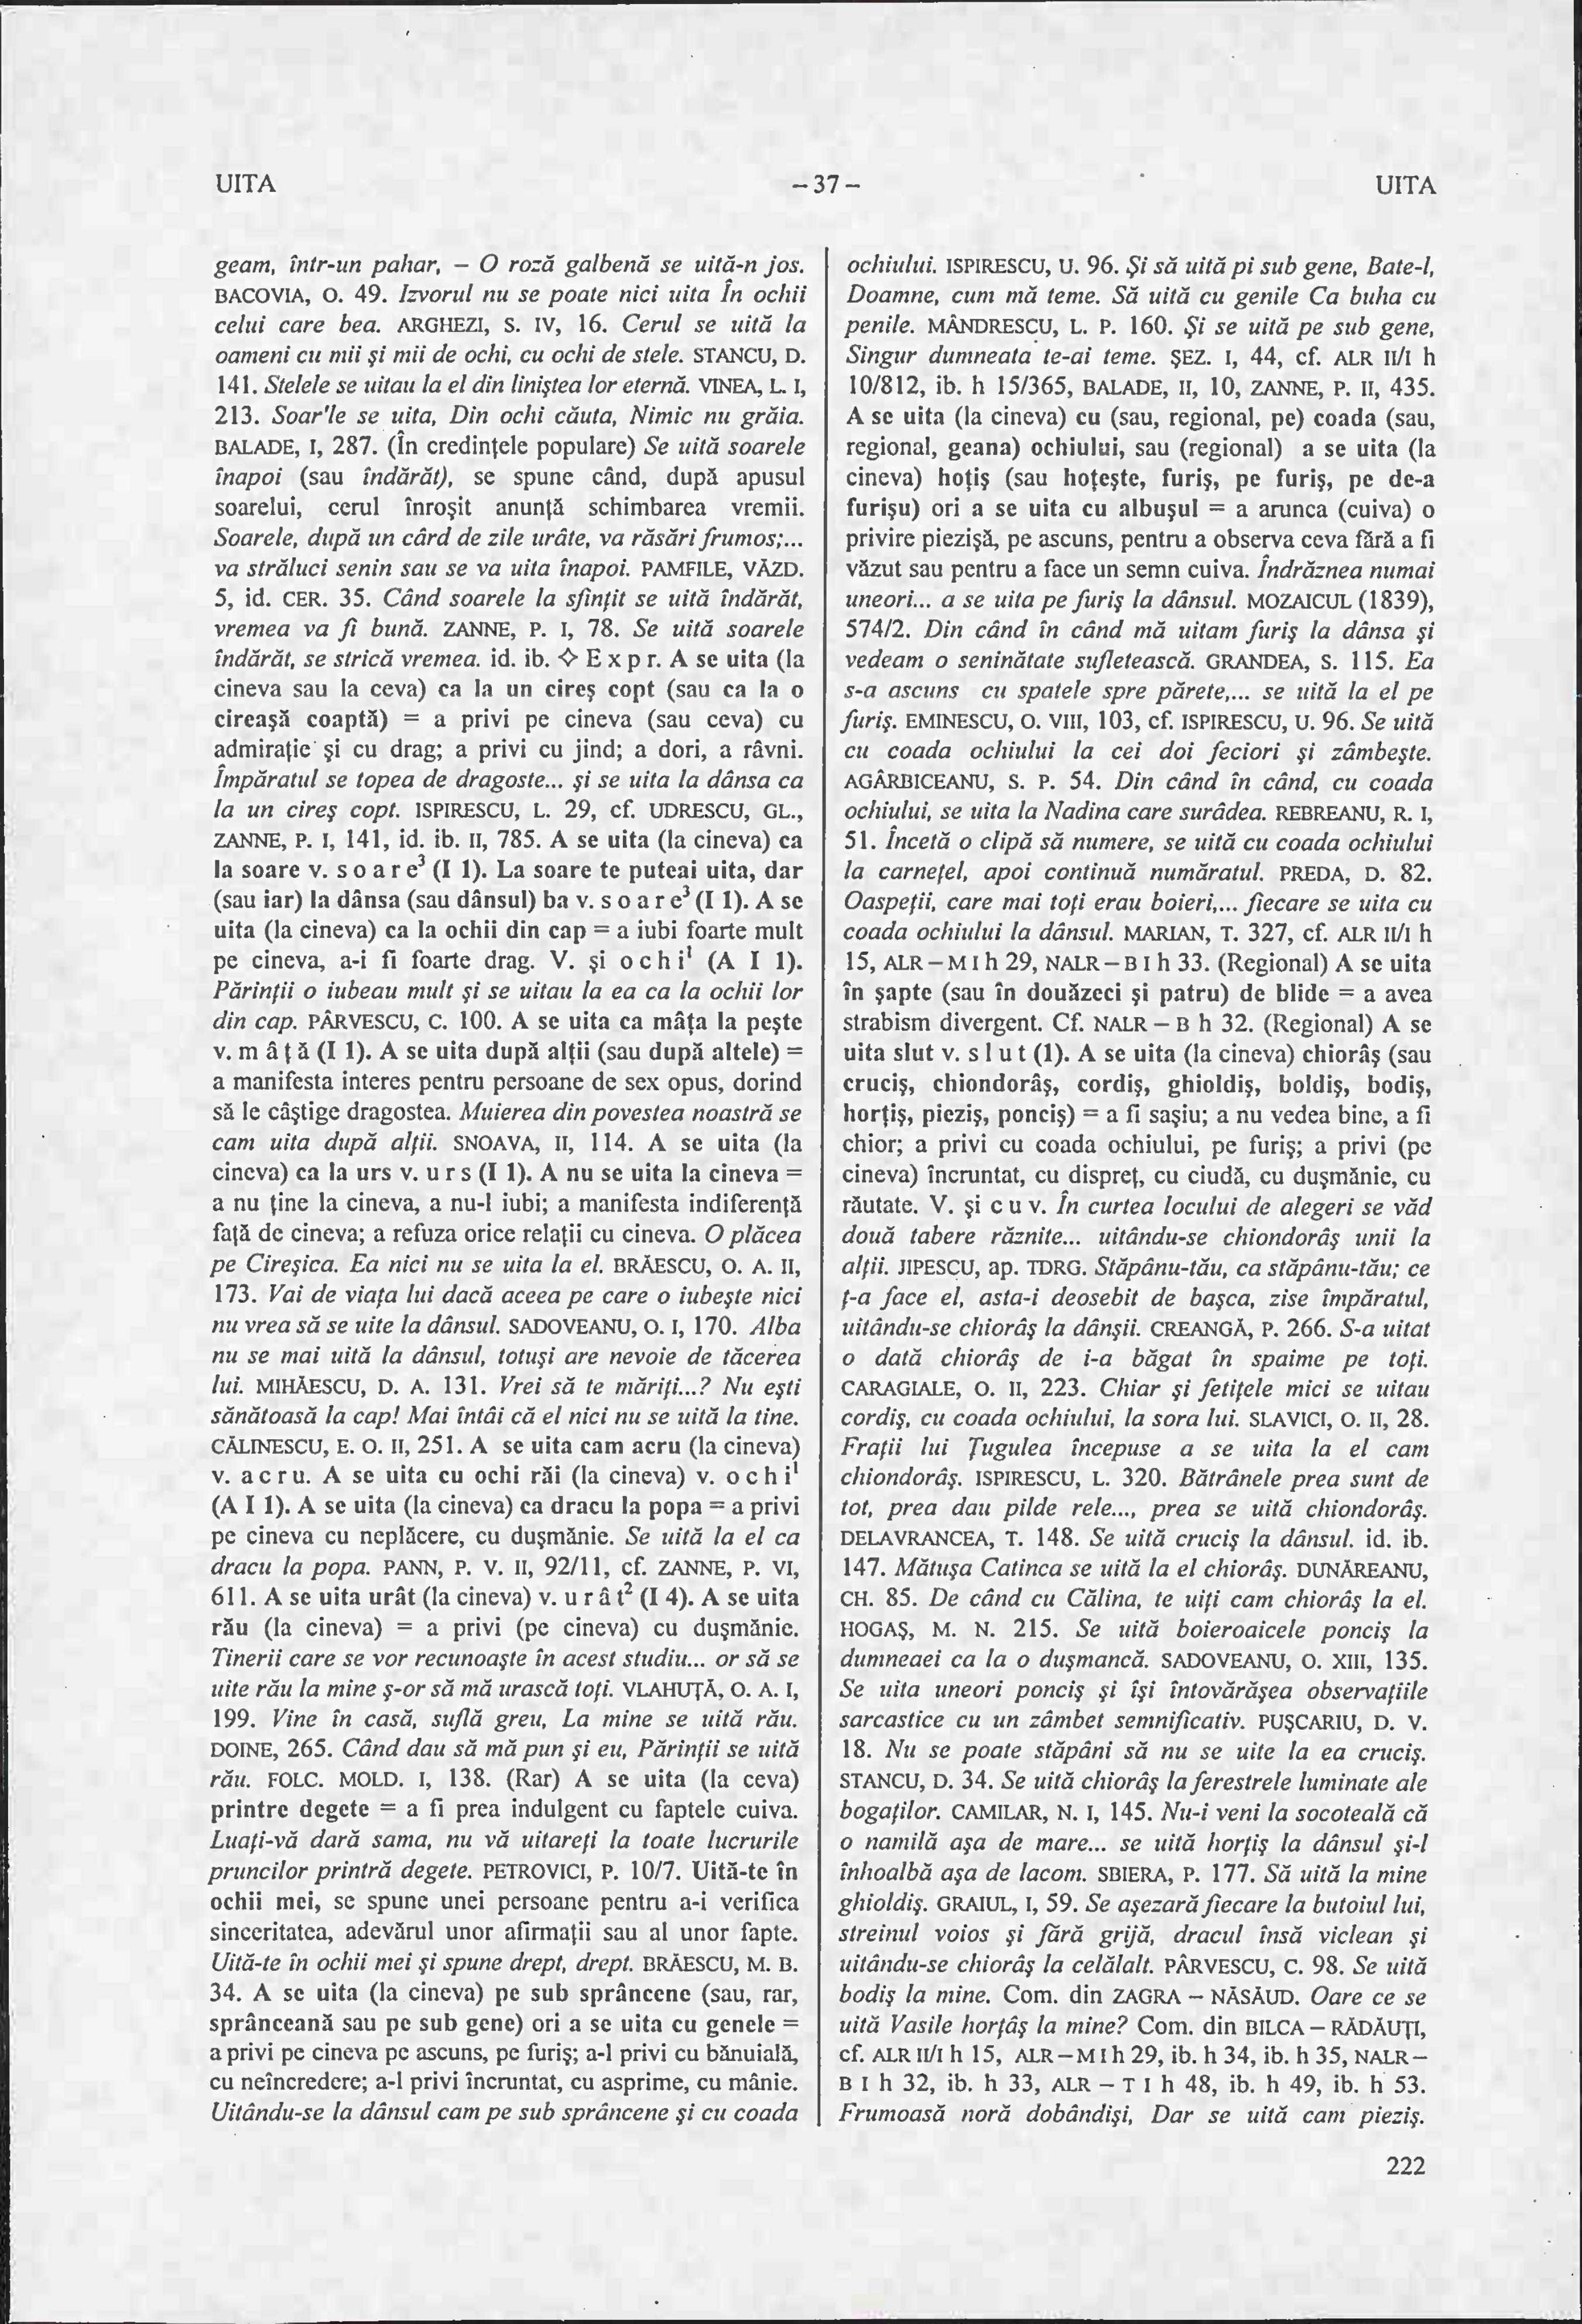 UITA
– 37 –
UITA
geam, într-un pahar, – O roză galbenă se uită-n jos.
BACOVIA, O. 49. Izvorul nu se poate nici uita În ochii
celui care bea. ARGHEZI, S. IV, 16. Cerul se uită la
oameni cu mii şi mii de ochi, cu ochi de stele. STANCU, D.
141. Stelele se uitau la el din liniştea lor eternă. VINEA, L. I,
213. Soar'le se uita, Din ochi căuta, Nimic nu grăia.
BALADE, I, 287. (În credinţele populare) Se uită soarele
înapoi (sau îndărăt), se spune când, după apusul
soarelui, cerul înroşit anunţă schimbarea vremii.
Soarele, după un cârd de zile urâte, va răsări frumos;...
va străluci senin sau se va uita înapoi. PAMFILE, VĂZD.
5, id. CER. 35. Când soarele la sfinţit se uită îndărăt,
vremea va fi bună. ZANNE, P. I, 78. Se uită soarele
îndărăt, se strică vremea. id. ib. ◇ E x p r. A se uita (la
cineva sau la ceva) ca la un cireş copt (sau ca la o
cireaşă coaptă) = a privi pe cineva (sau ceva) cu
admiraţie şi cu drag; a privi cu jind; a dori, a râvni.
Împăratul se topea de dragoste... şi se uita la dânsa ca
la un cireş copt. ISPIRESCU, L. 29, cf. UDRESCU, GL.,
ZANNE, P. I, 141, id. ib. II, 785. A se uita (la cineva) ca
la soare v. s o a r e³ (I 1). La soare te puteai uita, dar
(sau iar) la dânsa (sau dânsul) ba v. s o a r e³ (I 1). A se
uita (la cineva) ca la ochii din cap = a iubi foarte mult
pe cineva, a-i fi foarte drag. V. şi o c h i¹ (A I 1).
Părinţii o iubeau mult şi se uitau la ea ca la ochii lor
din cap. PÂRVESCU, C. 100. A se uita ca mâţa la peşte
v. m â ţ ă (I 1). A se uita după alţii (sau după altele) =
a manifesta interes pentru persoane de sex opus, dorind
să le câştige dragostea. Muierea din povestea noastră se
cam uita după alţii. SNOAVA, II, 114. A se uita (la
cineva) ca la urs v. u r s (I 1). A nu se uita la cineva =
a nu ţine la cineva, a nu-l iubi; a manifesta indiferenţă
faţă de cineva; a refuza orice relaţii cu cineva. O plăcea
pe Cireşica. Ea nici nu se uita la el. BRĂESCU, O. A. II,
173. Vai de viaţa lui dacă aceea pe care o iubeşte nici
nu vrea să se uite la dânsul. SADOVEANU, O. I, 170. Alba
nu se mai uită la dânsul, totuşi are nevoie de tăcerea
lui. MIHĂESCU, D. A. 131. Vrei să te măriţi...? Nu eşti
sănătoasă la cap! Mai întâi că el nici nu se uită la tine.
CĂLINESCU, E. O. II, 251. A se uita cam acru (la cineva)
v. a c r u. A se uita cu ochi răi (la cineva) v. o c h i¹
(A I 1). A se uita (la cineva) ca dracu la popa = a privi
pe cineva cu neplăcere, cu duşmănie. Se uită la el ca
dracu la popa. PANN, P. V. II, 92/11, cf. ZANNE, P. VI,
611. A se uita urât (la cineva) v. u r â t² (I 4). A se uita
rău (la cineva) = a privi (pe cineva) cu duşmănie.
Tinerii care se vor recunoaşte în acest studiu... or să se
uite rău la mine ş-or să mă urască toţi. VLAHUŢĂ, O. A. I,
199. Vine în casă, suflă greu, La mine se uită rău.
DOINE, 265. Când dau să mă pun şi eu, Părinţii se uită
rău. FOLC. MOLD. I, 138. (Rar) A se uita (la ceva)
printre degete = a fi prea indulgent cu faptele cuiva.
Luaţi-vă dară sama, nu vă uitareţi la toate lucrurile
pruncilor printră degete. PETROVICI, P. 10/7. Uită-te în
ochii mei, se spune unei persoane pentru a-i verifica
sinceritatea, adevărul unor afirmaţii sau al unor fapte.
Uită-te în ochii mei şi spune drept, drept. BRĂESCU, M. B.
34. A se uita (la cineva) pe sub sprâncene (sau, rar,
sprânceană sau pe sub gene) ori a se uita cu genele =
a privi pe cineva pe ascuns, pe furiş; a-l privi cu bănuială,
cu neîncredere; a-l privi încruntat, cu asprime, cu mânie.
Uitându-se la dânsul cam pe sub sprâncene şi cu coada
ochiului. ISPIRESCU, U. 96. Şi să uită pi sub gene, Bate-l,
Doamne, cum mă teme. Să uită cu genile Ca buha cu
penile. MÂNDRESCU, L. P. 160. Şi se uită pe sub gene,
Singur dumneata te-ai teme. ŞEZ. I, 44, cf. ALR II/I h
10/812, ib. h 15/365, BALADE, II, 10, ZANNE, P. II, 435.
A se uita (la cineva) cu (sau, regional, pe) coada (sau,
regional, geana) ochiului, sau (regional) a se uita (la
cineva) hoţiş (sau hoţeşte, furiş, pe furiş, pe de-a
furişu) ori a se uita cu albuşul = a arunca (cuiva) o
privire piezişă, pe ascuns, pentru a observa ceva fără a fi
văzut sau pentru a face un semn cuiva. Îndrăznea numai
uneori... a se uita pe furiş la dânsul. MOZAICUL (1839),
574/2. Din când în când mă uitam furiş la dânsa şi
vedeam o seninătate sufletească. GRANDEA, S. 115. Ea
s-a ascuns cu spatele spre părete,... se uită la el pe
furiş. EMINESCU, O. VIII, 103, cf. ISPIRESCU, U. 96. Se uită
cu coada ochiului la cei doi feciori şi zâmbeşte.
AGÂRBICEANU, S. P. 54. Din când în când, cu coada
ochiului, se uita la Nadina care surâdea. REBREANU, R. I,
51. Încetă o clipă să numere, se uită cu coada ochiului
la carneţel, apoi continuă număratul. PREDA, D. 82.
Oaspeţii, care mai toţi erau boieri,... fiecare se uita cu
coada ochiului la dânsul. MARIAN, T. 327, cf. ALR II/I h
15, ALR – M I h 29, NALR – B I h 33. (Regional) A se uita
în şapte (sau în douăzeci şi patru) de blide = a avea
strabism divergent. Cf. NALR – B h 32. (Regional) A se
uita slut v. s l u t (1). A se uita (la cineva) chiorâş (sau
cruciş, chiondorâş, cordiş, ghioldiş, boldiş, bodiş,
horţiş, pieziş, ponciş) = a fi saşiu; a nu vedea bine, a fi
chior; a privi cu coada ochiului, pe furiş; a privi (pe
cineva) încruntat, cu dispreţ, cu ciudă, cu duşmănie, cu
răutate. V. şi c u v. În curtea locului de alegeri se văd
două tabere răznite... uitându-se chiondorâş unii la
alţii. JIPESCU, ap. TDRG. Stăpânu-tău, ca stăpânu-tău; ce
ţ-a face el, asta-i deosebit de başca, zise împăratul,
uitându-se chiorâş la dânşii. CREANGĂ, P. 266. S-a uitat
o dată chiorâş de i-a băgat în spaime pe toţi.
CARAGIALE, O. II, 223. Chiar şi fetiţele mici se uitau
cordiş, cu coada ochiului, la sora lui. SLAVICI, O. II, 28.
Fraţii lui Ţugulea începuse a se uita la el cam
chiondorâş. ISPIRESCU, L. 320. Bătrânele prea sunt de
tot, prea dau pilde rele..., prea se uită chiondorâş.
DELAVRANCEA, T. 148. Se uită cruciş la dânsul. id. ib.
147. Mătuşa Catinca se uită la el chiorâş. DUNĂREANU,
CH. 85. De când cu Călina, te uiţi cam chiorâş la el.
HOGAŞ, M. N. 215. Se uită boieroaicele ponciş la
dumneaei ca la o duşmancă. SADOVEANU, O. XIII, 135.
Se uita uneori ponciş şi îşi întovărăşea observaţiile
sarcastice cu un zâmbet semnificativ. PUŞCARIU, D. V.
18. Nu se poate stăpâni să nu se uite la ea cruciş.
STANCU, D. 34. Se uită chiorâş la ferestrele luminate ale
bogaţilor. CAMILAR, N. I, 145. Nu-i veni la socoteală că
o namilă aşa de mare... se uită horţiş la dânsul şi-l
înhoalbă aşa de lacom. SBIERA, P. 177. Să uită la mine
ghioldiş. GRAIUL, I, 59. Se aşezară fiecare la butoiul lui,
streinul voios şi fără grijă, dracul însă viclean şi
uitându-se chiorâş la celălalt. PÂRVESCU, C. 98. Se uită
bodiş la mine. Com. din ZAGRA – NĂSĂUD. Oare ce se
uită Vasile horţâş la mine? Com. din BILCA – RĂDĂUŢI,
cf. ALR II/I h 15, ALR – M I h 29, ib. h 34, ib. h 35, NALR –
B I h 32, ib. h 33, ALR – T I h 48, ib. h 49, ib. h 53.
Frumoasă noră dobândişi, Dar se uită cam pieziş.
222